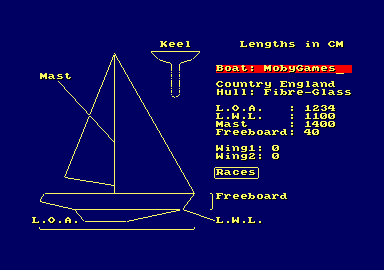 Keel
Lengths in CM
Boat: MobyGames_
Mast
Country England
Hull: Fibre-Glass
L.O.A. : 1234
L.W.L. : 1100
Mast : 1400
Freeboard: 40
Wing1: 0
Wing2: 0
Races
Freeboard
L.O.A.
L.W.L.